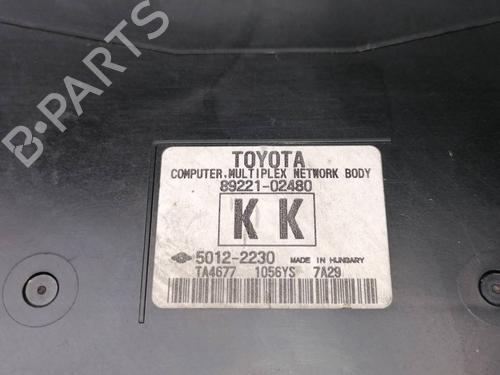 B-PARTS
TOYOTA
COMPUTER,MULTIPLEX NETWORK BODY
89221-02480
K K
5012-2230 MADE IN HUNGARY
TA4677 1056YS 7A29